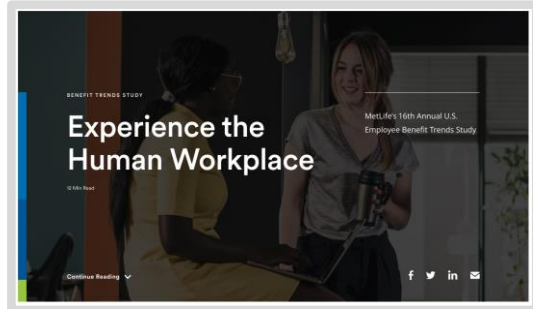 BENEFIT TRENDS STUDY
Experience the
Human Workplace
12 Min Read
MetLife's 16th Annual U.S.
Employee Benefit Trends Study
Continue Reading